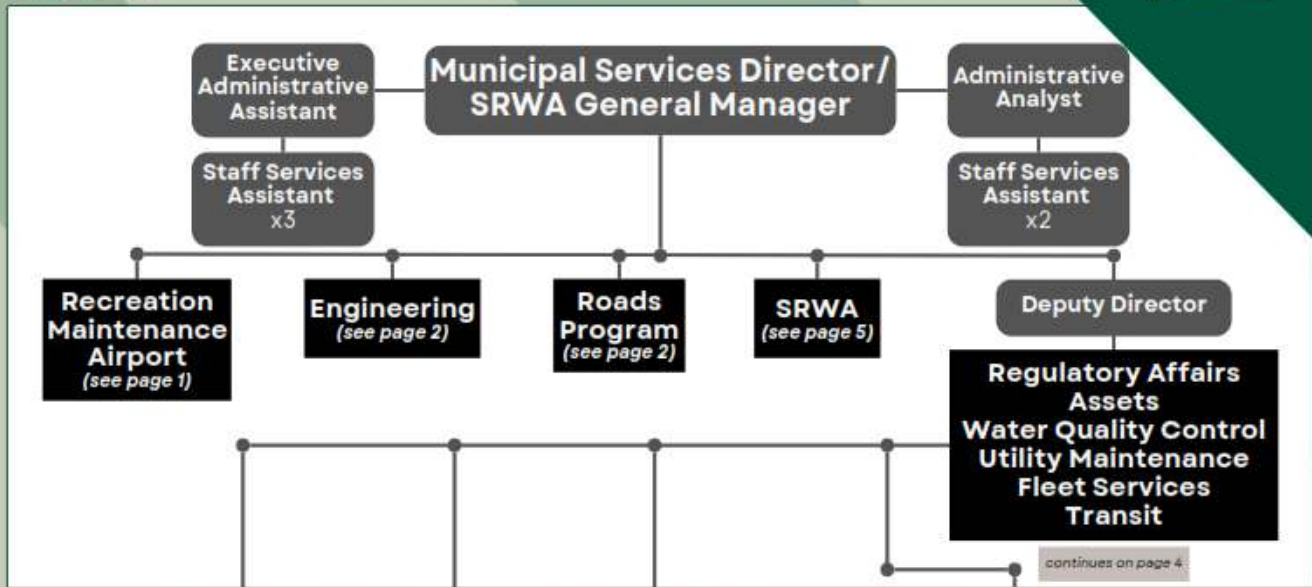 Executive
Administrative
Assistant
Municipal Services Director/
SRWA General Manager
Administrative
Analyst
Staff Services
Assistant
x3
Staff Services
Assistant
x2
Recreation
Maintenance
Airport
(see page 1)
Engineering
(see page 2)
Roads
Program
(see page 2)
SRWA
(see page 5)
Deputy Director
Regulatory Affairs
Assets
Water Quality Control
Utility Maintenance
Fleet Services
Transit
continues on page 4